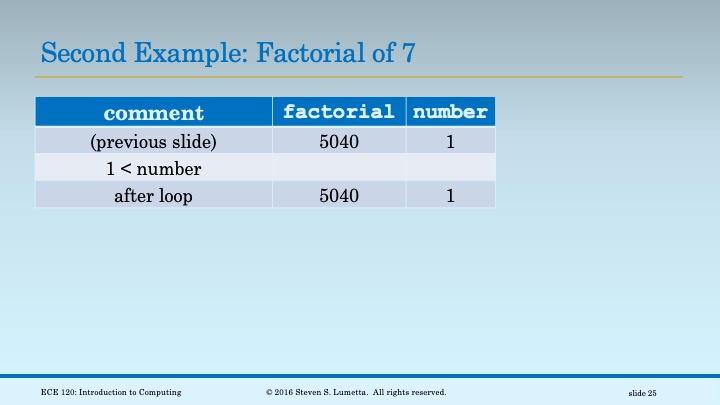 Second Example: Factorial of 7
comment factorial number
(previous slide) 5040 1
1 < number
after loop 5040 1
ECE 120: Introduction to Computing © 2016 Steven S. Lumetta. All rights reserved. slide 25